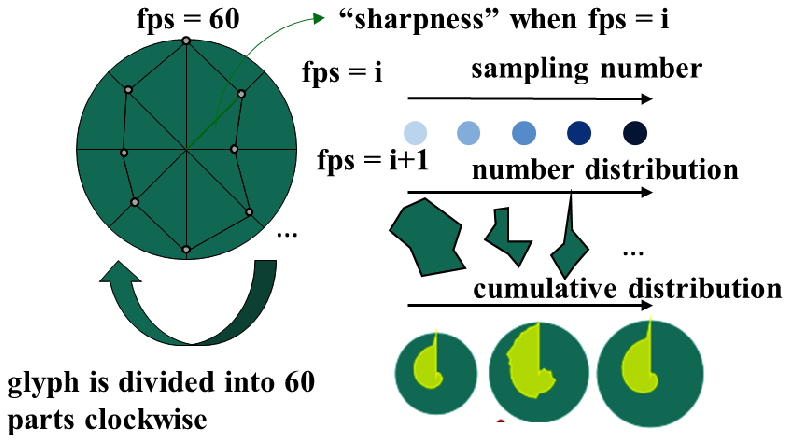 fps = 60
“sharpness” when fps = i
fps = i
sampling number
fps = i+1
number distribution
...
...
cumulative distribution
glyph is divided into 60
parts clockwise